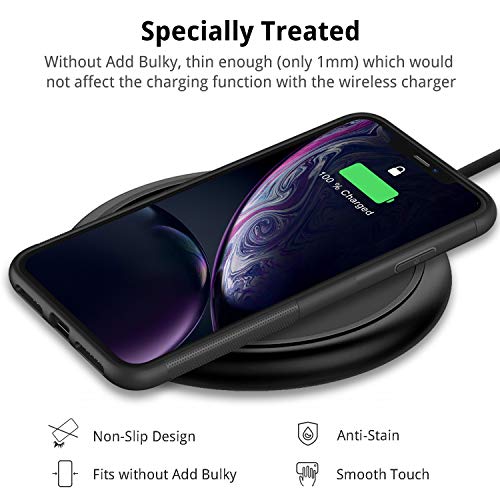 Specially Treated
Without Add Bulky, thin enough (only 1mm) which would
not affect the charging function with the wireless charger
100 % Charged
Non-Slip Design
Anti-Stain
Fits without Add Bulky
Smooth Touch